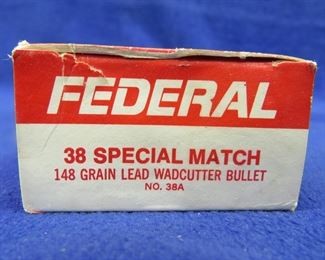 FEDERAL
38 SPECIAL MATCH
148 GRAIN LEAD WADCUTTER BULLET
NO. 38A